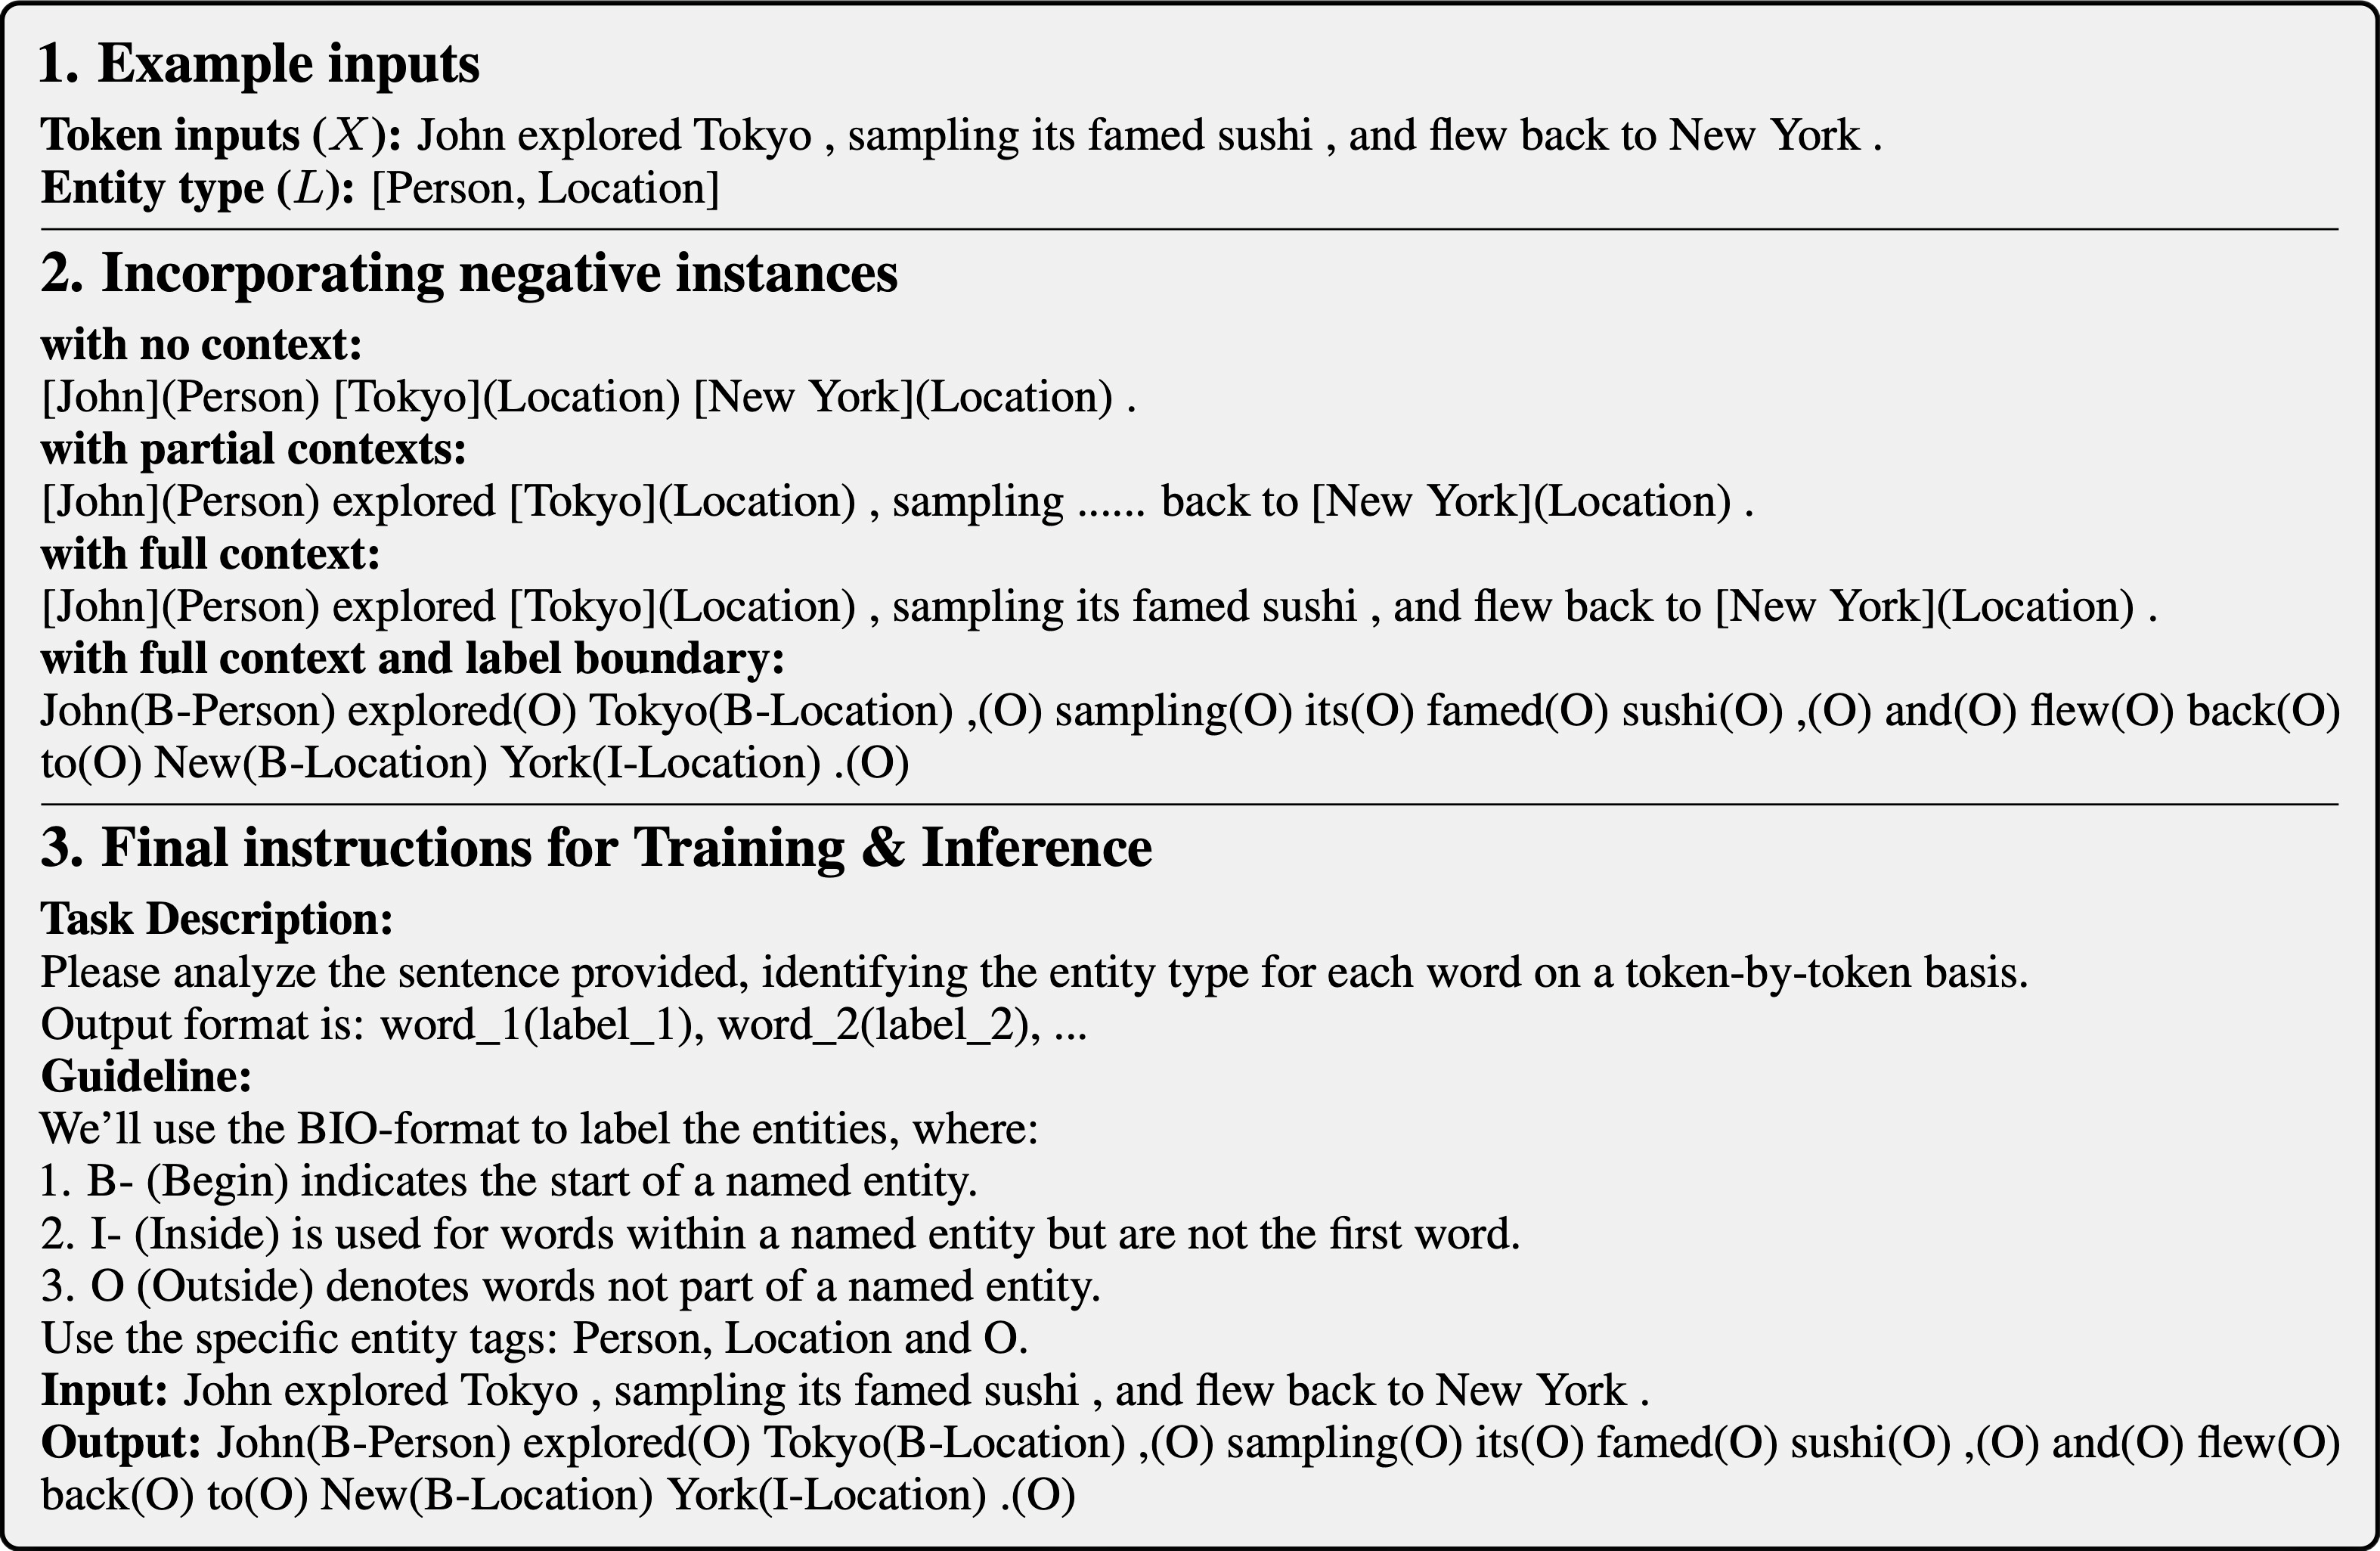 1. Example inputs
Token inputs (X): John explored Tokyo , sampling its famed sushi , and flew back to New York .
Entity type (L): [Person, Location]
2. Incorporating negative instances
with no context:
[John](Person) [Tokyo](Location) [New York](Location) .
with partial contexts:
[John](Person) explored [Tokyo](Location) , sampling ...... back to [New York](Location) .
with full context:
[John](Person) explored [Tokyo](Location) , sampling its famed sushi , and flew back to [New York](Location) .
with full context and label boundary:
John(B-Person) explored(O) Tokyo(B-Location) ,(O) sampling(O) its(O) famed(O) sushi(O) ,(O) and(O) flew(O) back(O)
to(O) New(B-Location) York(I-Location) .(O)
3. Final instructions for Training & Inference
Task Description:
Please analyze the sentence provided, identifying the entity type for each word on a token-by-token basis.
Output format is: word_1(label_1), word_2(label_2), ...
Guideline:
We’ll use the BIO-format to label the entities, where:
1. B- (Begin) indicates the start of a named entity.
2. I- (Inside) is used for words within a named entity but are not the first word.
3. O (Outside) denotes words not part of a named entity.
Use the specific entity tags: Person, Location and O.
Input: John explored Tokyo , sampling its famed sushi , and flew back to New York .
Output: John(B-Person) explored(O) Tokyo(B-Location) ,(O) sampling(O) its(O) famed(O) sushi(O) ,(O) and(O) flew(O)
back(O) to(O) New(B-Location) York(I-Location) .(O)